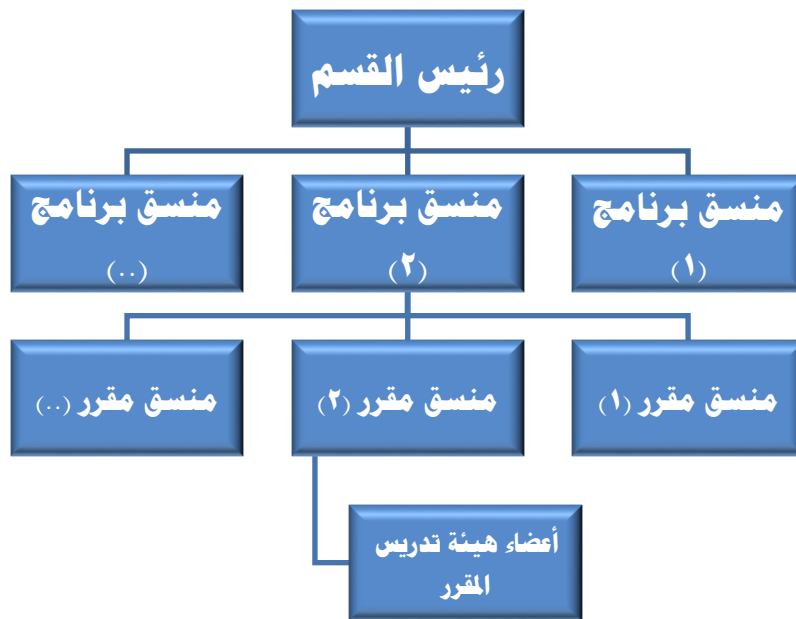 رئيس القسم
منسق برنامج
(١)
منسق برنامج
(٢)
منسق برنامج
(..)
منسق مقرر (١)
منسق مقرر (٢)
منسق مقرر (..)
أعضاء هيئة تدريس
المقرر